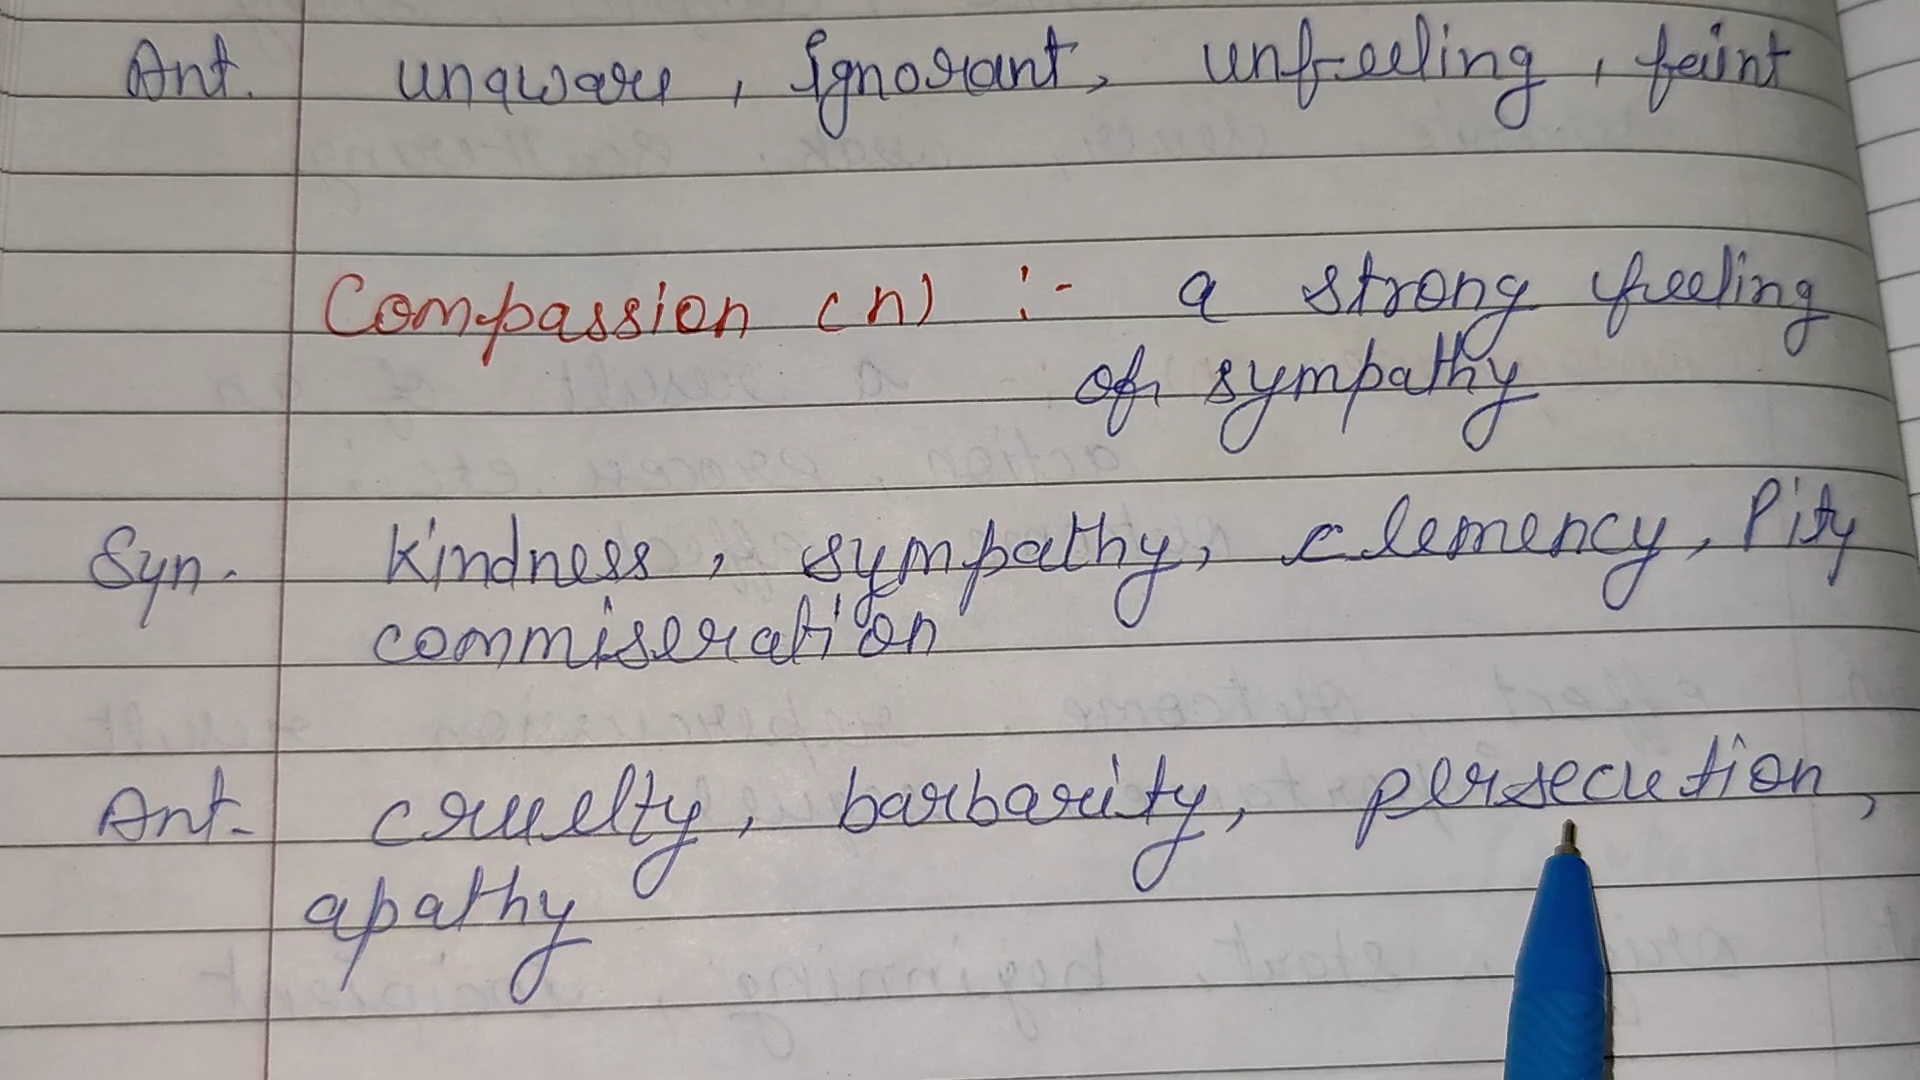 Ant. unaware, Ignorant, unfeeling, faint
Compassion (n) :- a strong feeling
of sympathy
Syn. Kindness, sympathy, clemency, Pity
commiseration
Ant. cruelty, barbarity, persecution,
apathy